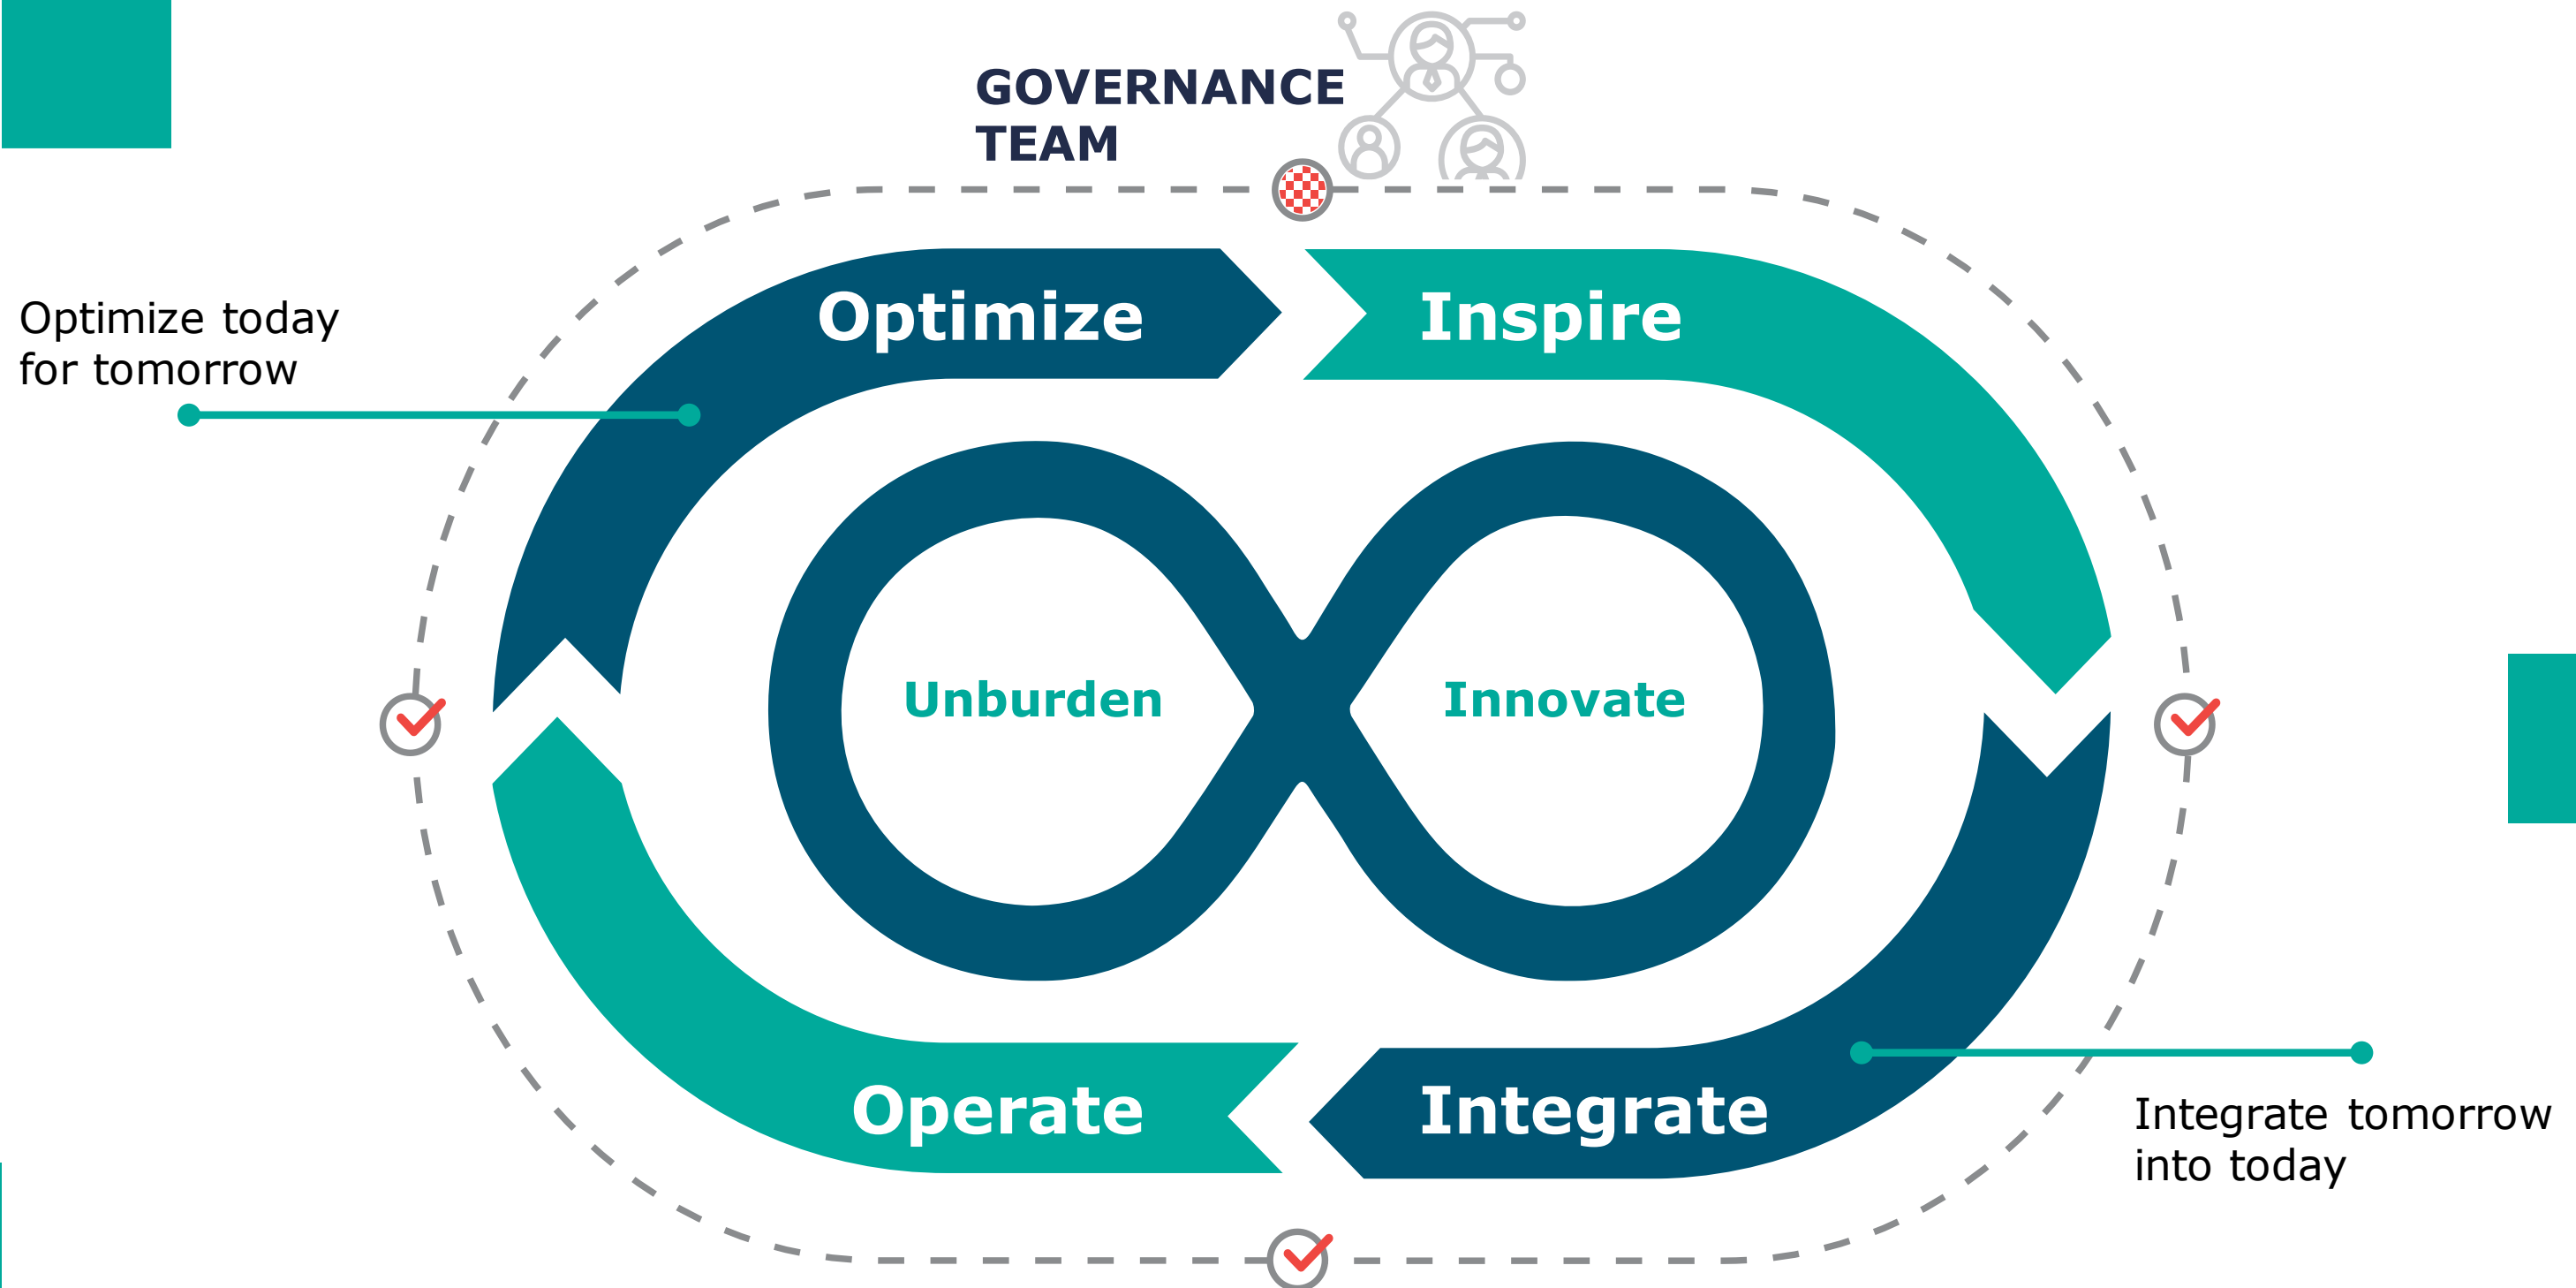 GOVERNANCE
TEAM
Optimize today
for tomorrow
Optimize
Inspire
Unburden
Innovate
Operate
Integrate
Integrate tomorrow
into today